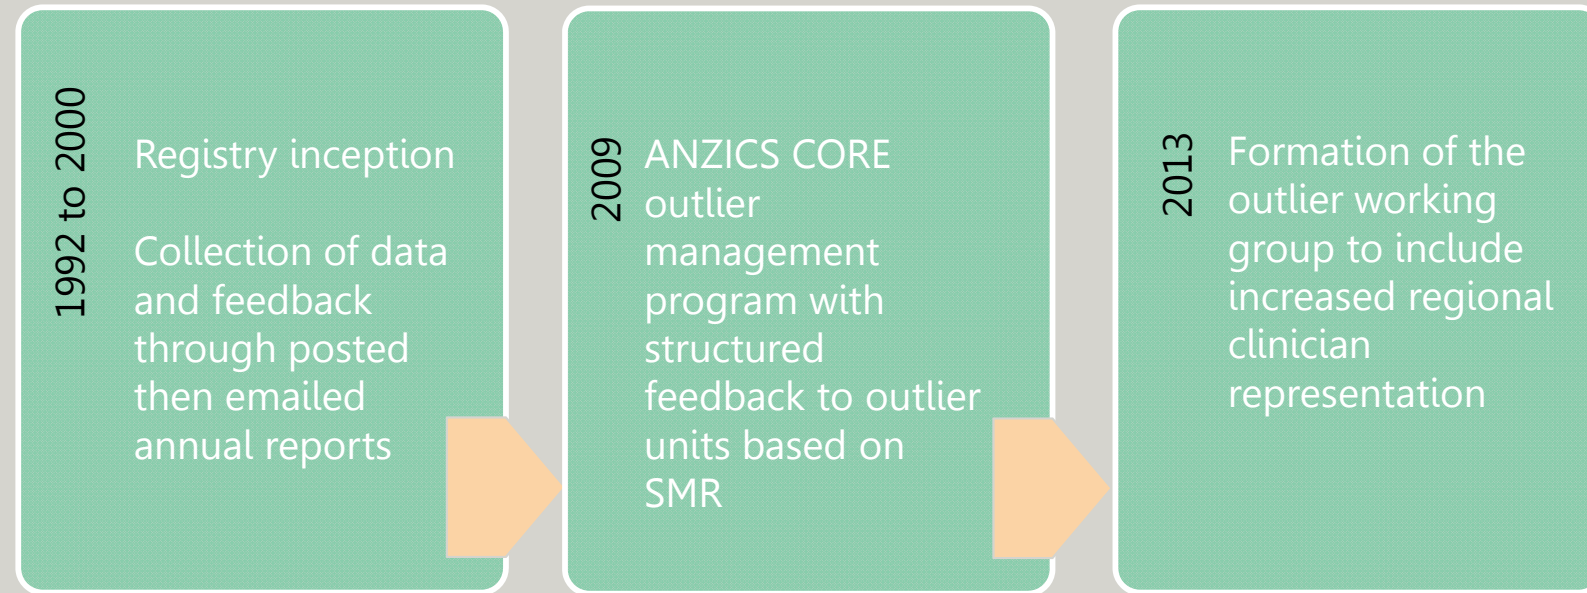 1992 to 2000
Registry inception
Collection of data
and feedback
through posted
then emailed
annual reports
2009
ANZICS CORE
outlier
management
program with
structured
feedback to outlier
units based on
SMR
2013
Formation of the
outlier working
group to include
increased regional
clinician
representation